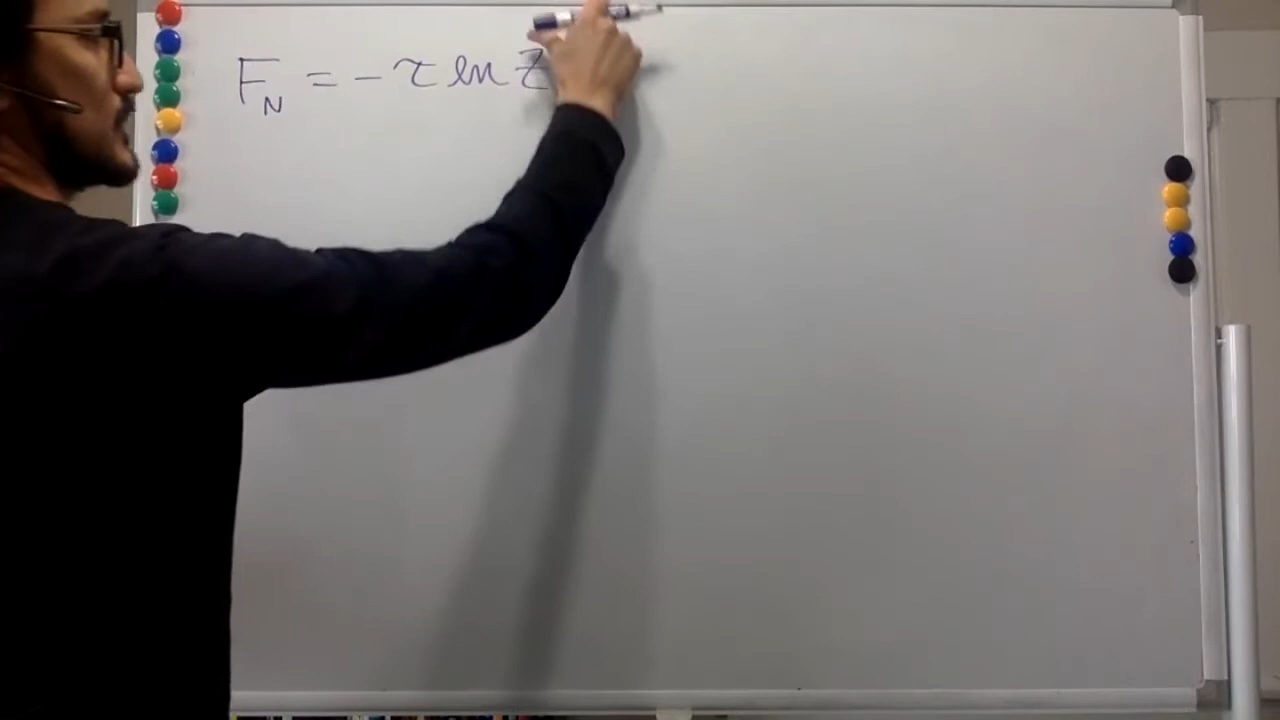 F_N = - τ ln Z